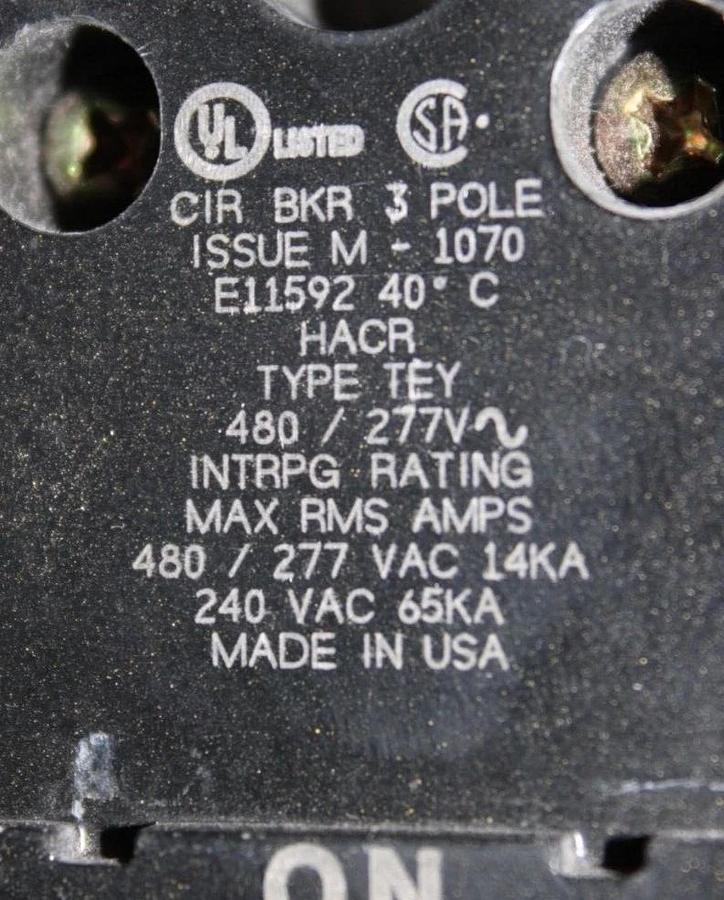 UL LISTED SA
CIR BKR 3 POLE
ISSUE M - 1070
E11592 40° C
HACR
TYPE TEY
480 / 277V~
INTRPG RATING
MAX RMS AMPS
480 / 277 VAC 14KA
240 VAC 65KA
MADE IN USA
ON